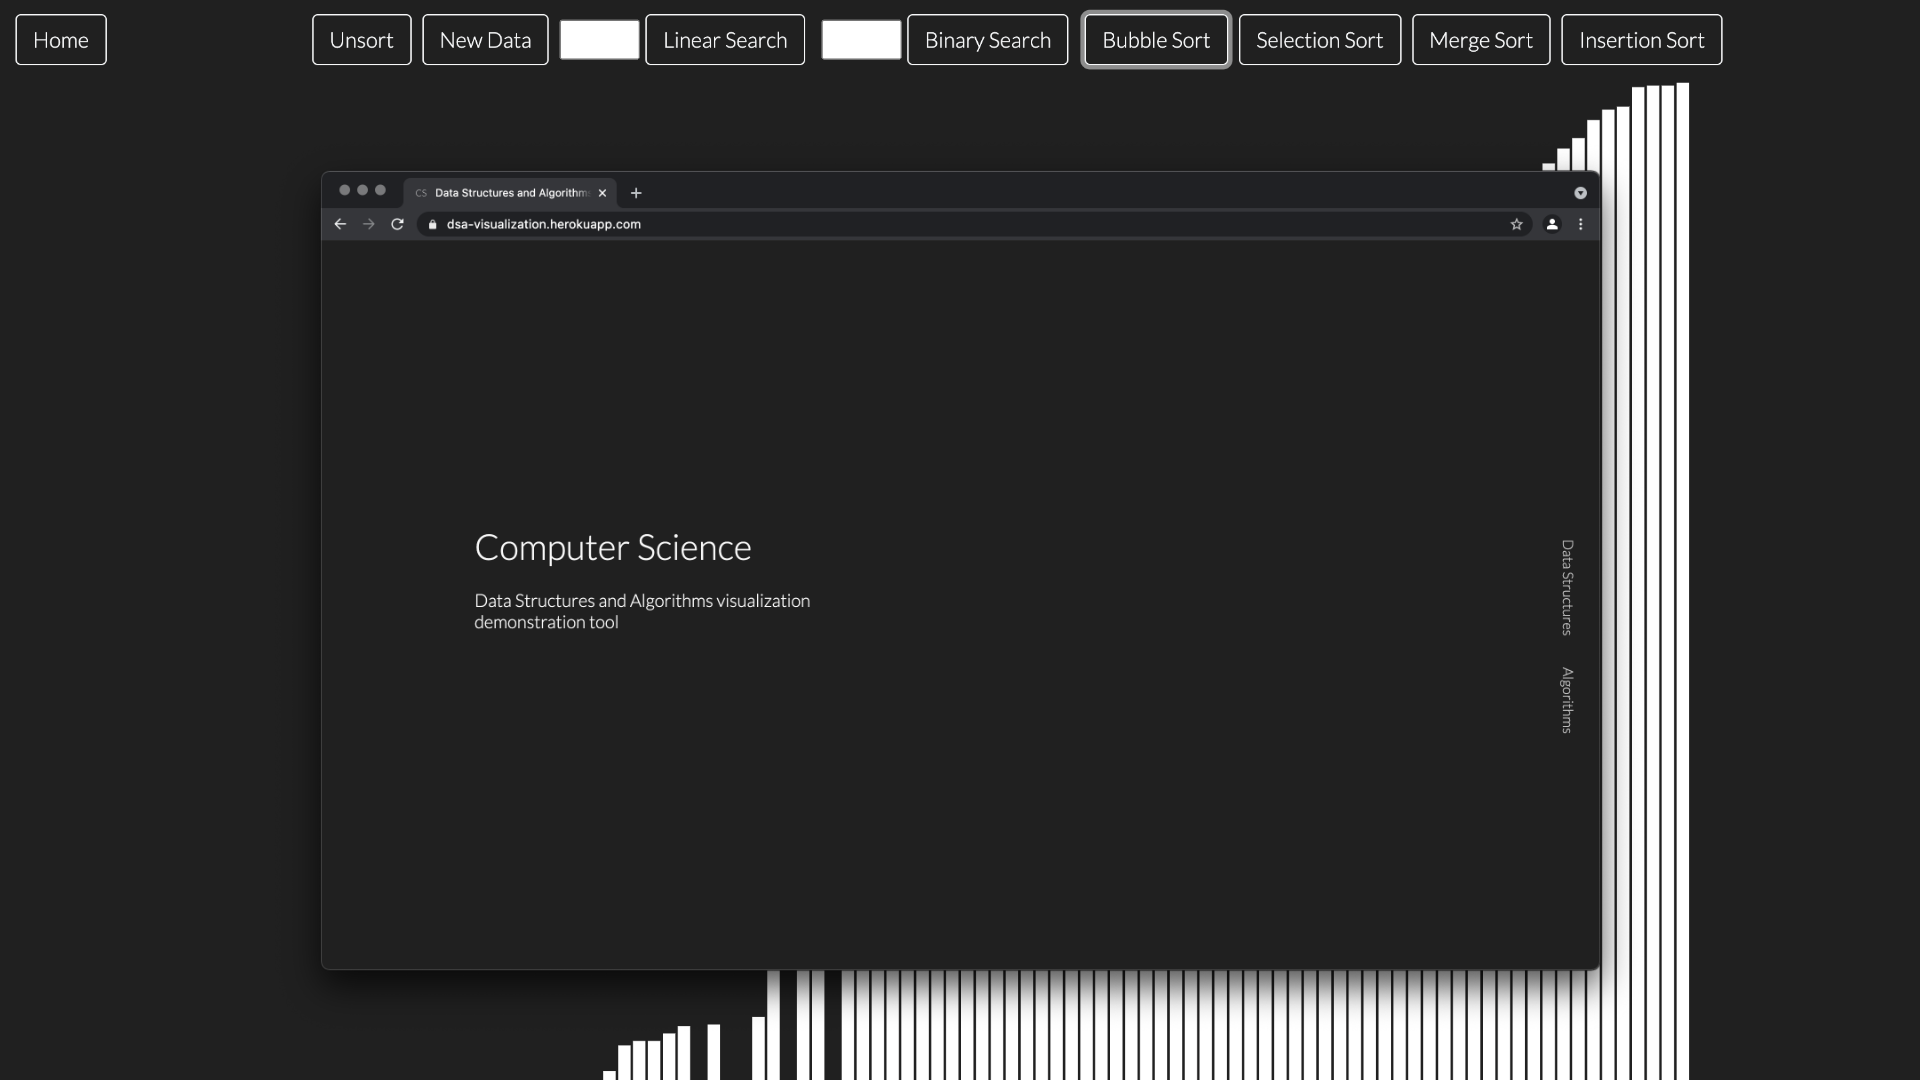 Home
Unsort
New Data
Linear Search
Binary Search
Bubble Sort
Selection Sort
Merge Sort
Insertion Sort
CS Data Structures and Algorithm
dsa-visualization.herokuapp.com
Computer Science
Data Structures and Algorithms visualization
demonstration tool
Data Structures
Algorithms